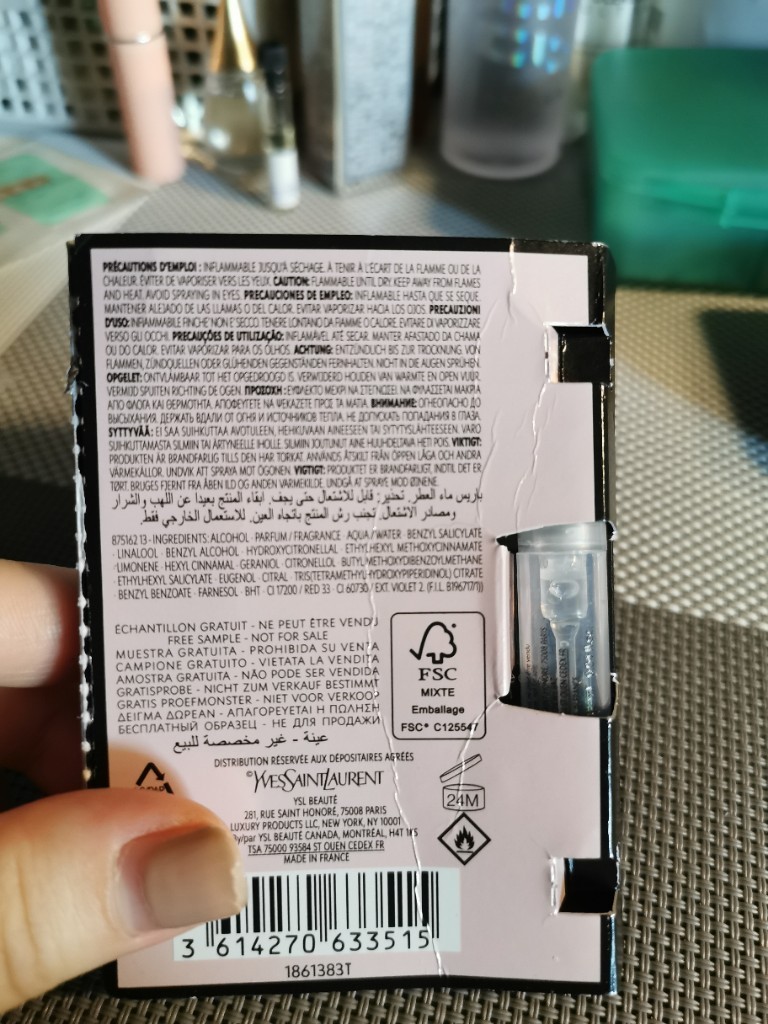 PRÉCAUTIONS D'EMPLOI : INFLAMMABLE JUSQU'À SÉCHAGE. À TENIR À L'ÉCART DE LA FLAMME OU DE LA
CHALEUR. ÉVITER DE VAPORISER VERS LES YEUX. CAUTION: FLAMMABLE UNTIL DRY. KEEP AWAY FROM FLAMES
AND HEAT. AVOID SPRAYING IN EYES. PRECAUCIONES DE EMPLEO: INFLAMABLE HASTA QUE SE SEQUE.
MANTENER ALEJADO DE LAS LLAMAS O DEL CALOR. EVITAR VAPORIZAR HACIA LOS OJOS. PRECAUZIONI
D'USO: INFIAMMABILE FINCHE' NON E' SECCO. TENERE LONTANO DA FIAMME O CALORE. EVITARE DI VAPORIZZARE
VERSO GLI OCCHI. PRECAUÇÕES DE UTILIZAÇÃO: INFLAMÁVEL ATÉ SECAR. MANTER AFASTADO DA CHAMA
OU DO CALOR. EVITAR VAPORIZAR PARA OS OLHOS. ACHTUNG: ENTZÜNDLICH BIS ZUR TROCKNUNG. VON
FLAMMEN, ZÜNDQUELLEN ODER GLÜHENDEN GEGENSTÄNDEN FERNHALTEN. NICHT IN DIE AUGEN SPRÜHEN.
OPGELET: ONTVLAMBAAR TOT HET OPGEDROOGD IS. VERWIJDERD HOUDEN VAN WARMTE EN OPEN VUUR.
VERMIJD SPUITEN RICHTING DE OGEN. ΠΡΟΣΟΧΗ: ΕΥΦΛΕΚΤΟ ΜΕΧΡΙ ΝΑ ΣΤΕΓΝΩΣΕΙ ΝΑ ΦΥΛΑΣΣΕΤΑΙ ΜΑΚΡΙΑ
ΑΠΟ ΦΛΟΓΑ ΚΑΙ ΘΕΡΜΟΤΗΤΑ. ΑΠΟΦΕΥΓΕΤΕ ΝΑ ΨΕΚΑΖΕΤΕ ΠΡΟΣ ΤΑ ΜΑΤΙΑ. ВНИМАНИЕ: ОГНЕОПАСНО ДО
ВЫСЫХАНИЯ. ДЕРЖАТЬ ВДАЛИ ОТ ОГНЯ И ИСТОЧНИКОВ ТЕПЛА. НЕ ДОПУСКАТЬ ПОПАДАНИЯ В ГЛАЗА.
SYTTYVÄÄ: EI SAA SUIHKUTTAA AVOTULEEN, HEHKUVAAN AINEESEEN TAI SYTYTYSLÄHTEESEEN. VARO
SUIHKUTTAMASTA SILMIIN TAI ÄRTYNEELLE IHOLLE. SILMIIN JOUTUNUT AINE HUUHDELTAVA HETI POIS. VIKTIGT:
PRODUKTEN ÄR BRANDFARLIG TILLS DEN HAR TORKAT. ANVÄNDS ÅTSKILT FRÅN ÖPPEN LÅGA OCH ANDRA
VÄRMEKÄLLOR. UNDVIK ATT SPRAYA MOT ÖGONEN. VIGTIGT: PRODUKTET ER BRANDFARLIGT, INDTIL DET ER
TØRT. BRUGES FJERNT FRA ÅBEN ILD OG ANDEN VARMEKILDE. UNDGÅ AT SPRAYE MOD ØJNENE.
باريس ماء العطر. تحذير: قابل للاشتعال حتى يجف. ابقاء المنتج بعيدا عن اللهب والشرار
ومصادر الاشتعال. تجنب رش المنتج باتجاه العين. للاستعمال الخارجي فقط.
B75162 13 - INGREDIENTS: ALCOHOL · PARFUM / FRAGRANCE · AQUA / WATER · BENZYL SALICYLATE
· LINALOOL · BENZYL ALCOHOL · HYDROXYCITRONELLAL · ETHYLHEXYL METHOXYCINNAMATE
· LIMONENE · HEXYL CINNAMAL · GERANIOL · CITRONELLOL · BUTYL METHOXYDIBENZOYLMETHANE
· ETHYLHEXYL SALICYLATE · EUGENOL · CITRAL · TRIS(TETRAMETHYLHYDROXYPIPERIDINOL) CITRATE
· BENZYL BENZOATE · FARNESOL · BHT · CI 17200 / RED 33 · CI 60730 / EXT. VIOLET 2. (F.I.L. B196717/1)
ÉCHANTILLON GRATUIT - NE PEUT ÊTRE VENDU
FREE SAMPLE - NOT FOR SALE
MUESTRA GRATUITA - PROHIBIDA SU VENTA
CAMPIONE GRATUITO - VIETATA LA VENDITA
AMOSTRA GRATUITA - NÃO PODE SER VENDIDA
GRATISPROBE - NICHT ZUM VERKAUF BESTIMMT
GRATIS PROEFMONSTER - NIET VOOR VERKOOP
ΔΕΙΓΜΑ ΔΩΡΕΑΝ - ΑΠΑΓΟΡΕΥΕΤΑΙ Η ΠΩΛΗΣΗ
БЕСПЛАТНЫЙ ОБРАЗЕЦ - НЕ ДЛЯ ПРОДАЖИ
عينة - غير مخصصة للبيع
FSC
MIXTE
Emballage
FSC® C125547
DISTRIBUTION RÉSERVÉE AUX DÉPOSITAIRES AGRÉÉS
©YVESSAINTLAURENT
YSL BEAUTÉ
281, RUE SAINT HONORÉ, 75008 PARIS
LUXURY PRODUCTS LLC, NEW YORK, NY 10001
By/par YSL BEAUTÉ CANADA, MONTRÉAL, H4T 1K5
TSA 75000 93584 ST OUEN CEDEX FR
MADE IN FRANCE
24M
3 614270 633515
1861383T